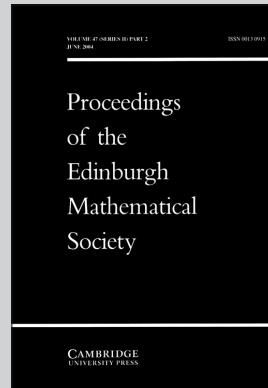 VOLUME 47 (SERIES II) PART 2
JUNE 2004
ISSN 0013 0915
Proceedings
of the
Edinburgh
Mathematical
Society
CAMBRIDGE
UNIVERSITY PRESS